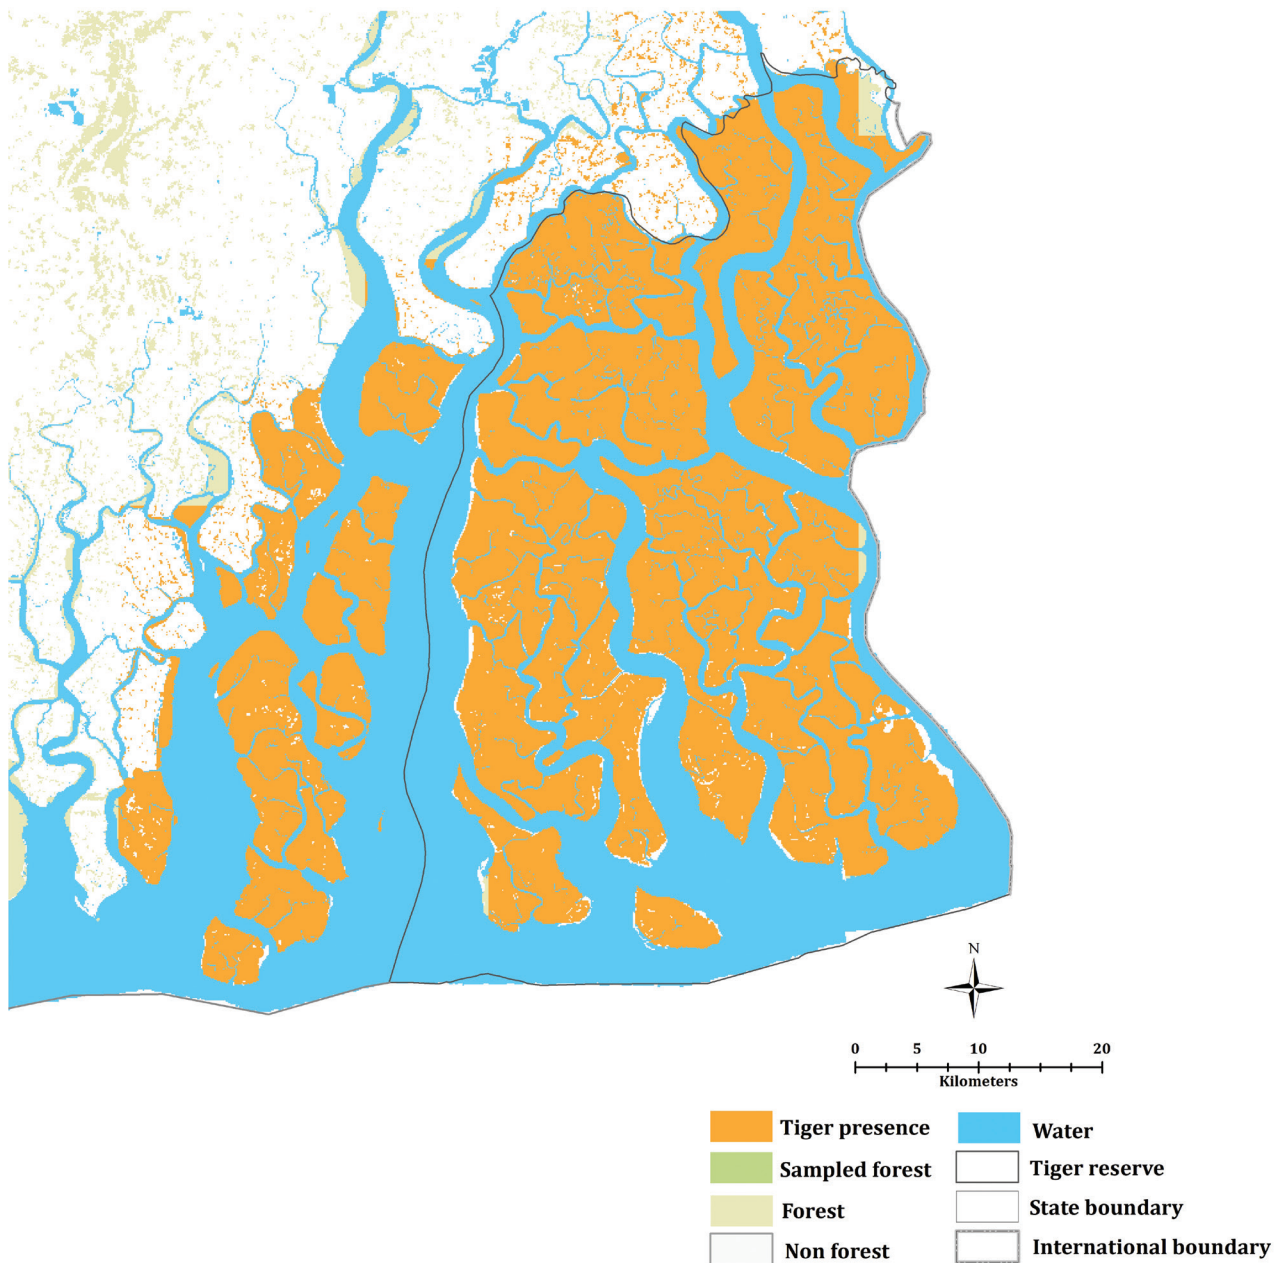 N
0 5 10 20
Kilometers
Tiger presence
Water
Sampled forest
Tiger reserve
Forest
State boundary
Non forest
International boundary